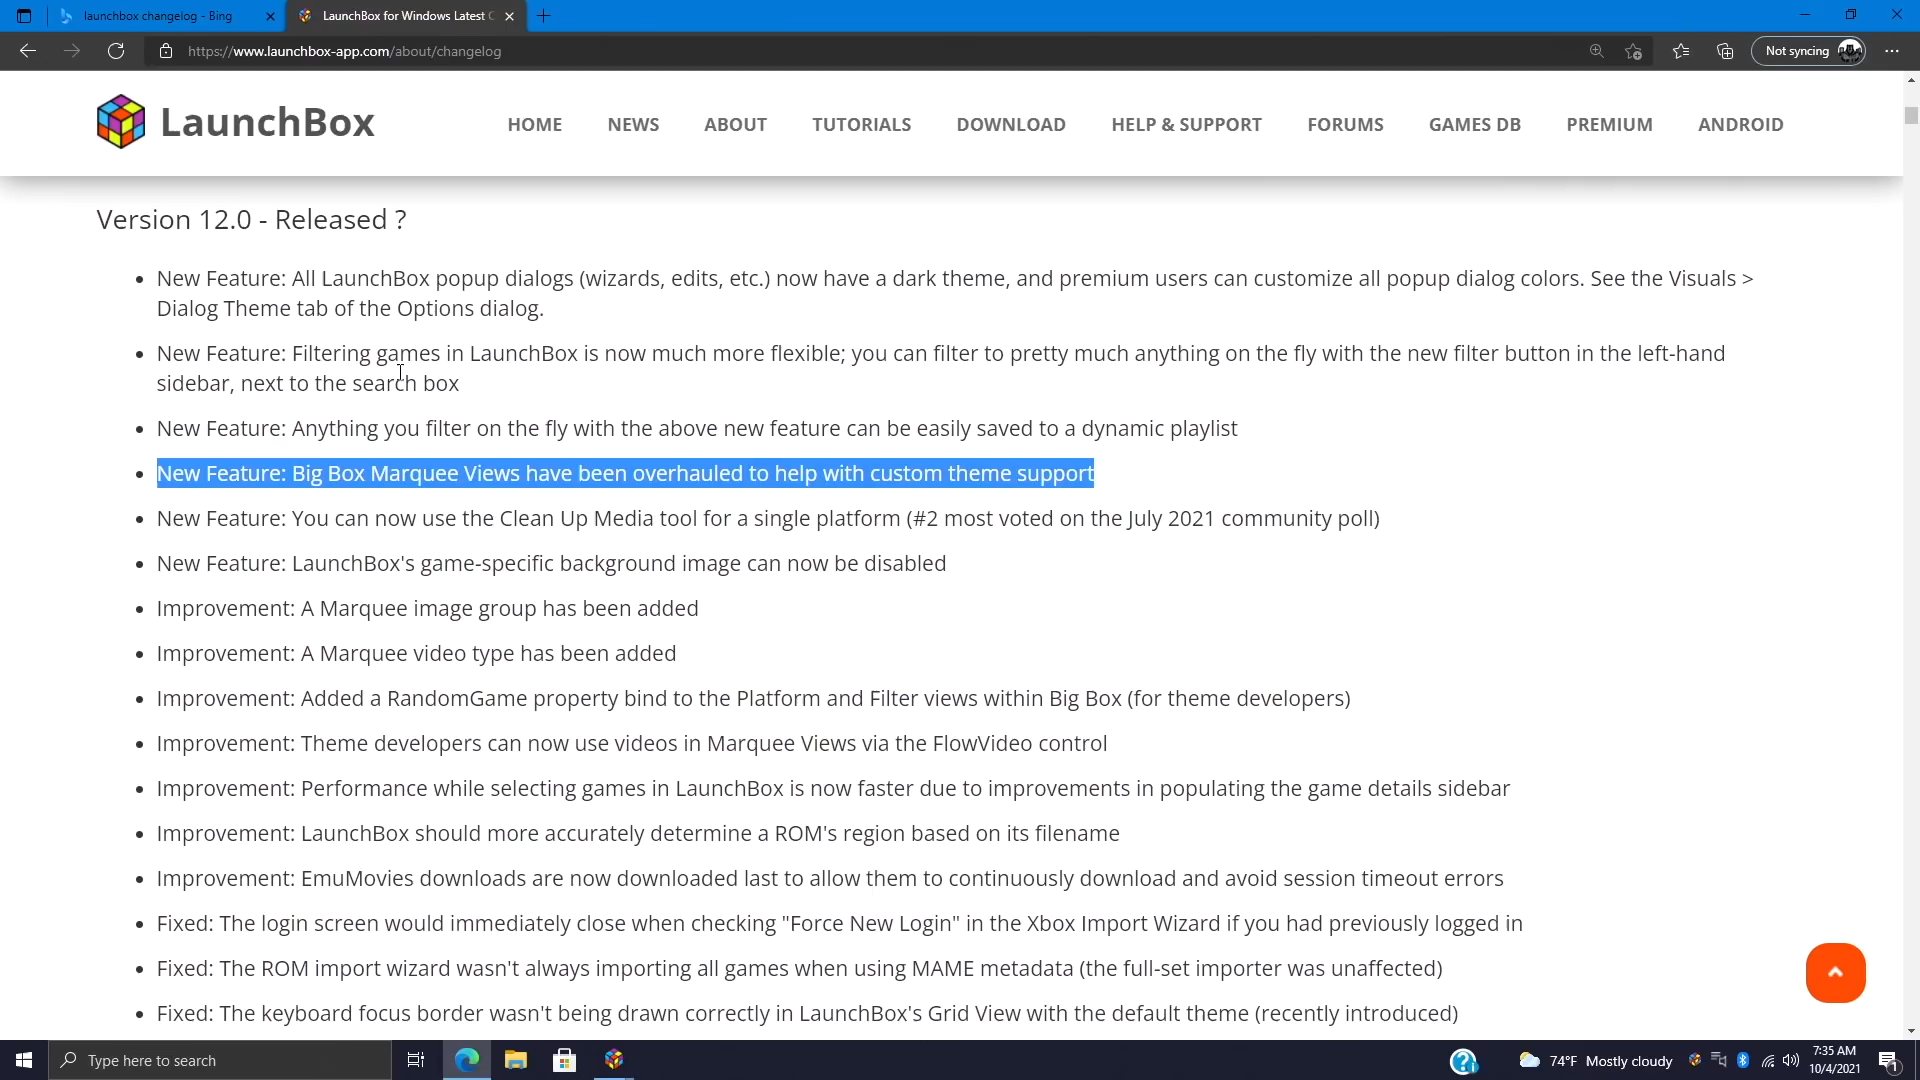 launchbox changelog - Bing
LaunchBox for Windows Latest C
https://www.launchbox-app.com/about/changelog
Not syncing
LaunchBox
HOME NEWS ABOUT TUTORIALS DOWNLOAD HELP & SUPPORT FORUMS GAMES DB PREMIUM ANDROID
Version 12.0 - Released ?
• New Feature: All LaunchBox popup dialogs (wizards, edits, etc.) now have a dark theme, and premium users can customize all popup dialog colors. See the Visuals >
Dialog Theme tab of the Options dialog.
• New Feature: Filtering games in LaunchBox is now much more flexible; you can filter to pretty much anything on the fly with the new filter button in the left-hand
sidebar, next to the search box
• New Feature: Anything you filter on the fly with the above new feature can be easily saved to a dynamic playlist
• New Feature: Big Box Marquee Views have been overhauled to help with custom theme support
• New Feature: You can now use the Clean Up Media tool for a single platform (#2 most voted on the July 2021 community poll)
• New Feature: LaunchBox's game-specific background image can now be disabled
• Improvement: A Marquee image group has been added
• Improvement: A Marquee video type has been added
• Improvement: Added a RandomGame property bind to the Platform and Filter views within Big Box (for theme developers)
• Improvement: Theme developers can now use videos in Marquee Views via the FlowVideo control
• Improvement: Performance while selecting games in LaunchBox is now faster due to improvements in populating the game details sidebar
• Improvement: LaunchBox should more accurately determine a ROM's region based on its filename
• Improvement: EmuMovies downloads are now downloaded last to allow them to continuously download and avoid session timeout errors
• Fixed: The login screen would immediately close when checking "Force New Login" in the Xbox Import Wizard if you had previously logged in
• Fixed: The ROM import wizard wasn't always importing all games when using MAME metadata (the full-set importer was unaffected)
• Fixed: The keyboard focus border wasn't being drawn correctly in LaunchBox's Grid View with the default theme (recently introduced)
Type here to search
74°F Mostly cloudy
7:35 AM
10/4/2021
1